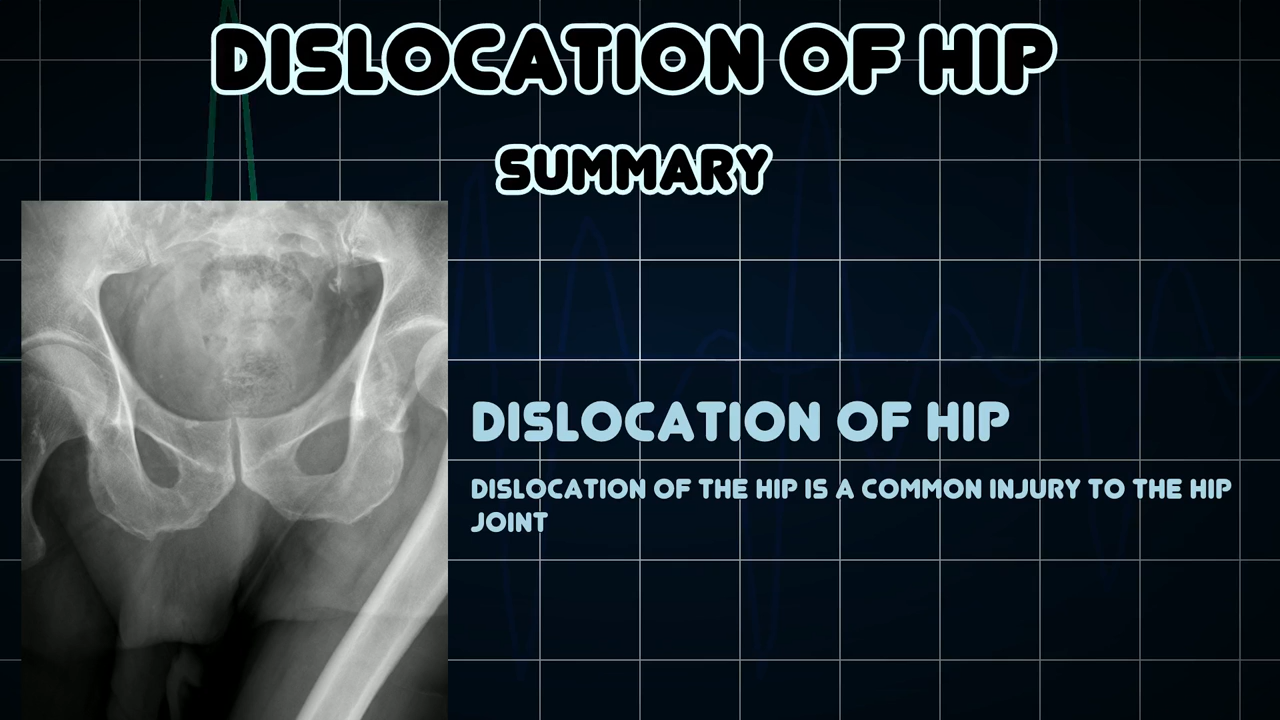 DISLOCATION OF HIP
SUMMARY
DISLOCATION OF HIP
DISLOCATION OF THE HIP IS A COMMON INJURY TO THE HIP
JOINT